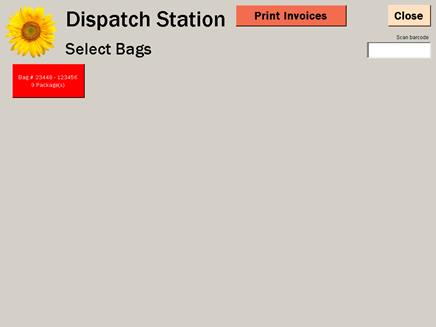 Dispatch Station
Print Invoices
Close
Select Bags
Scan barcode
Bag # 23448 - 123456
9 Package(s)